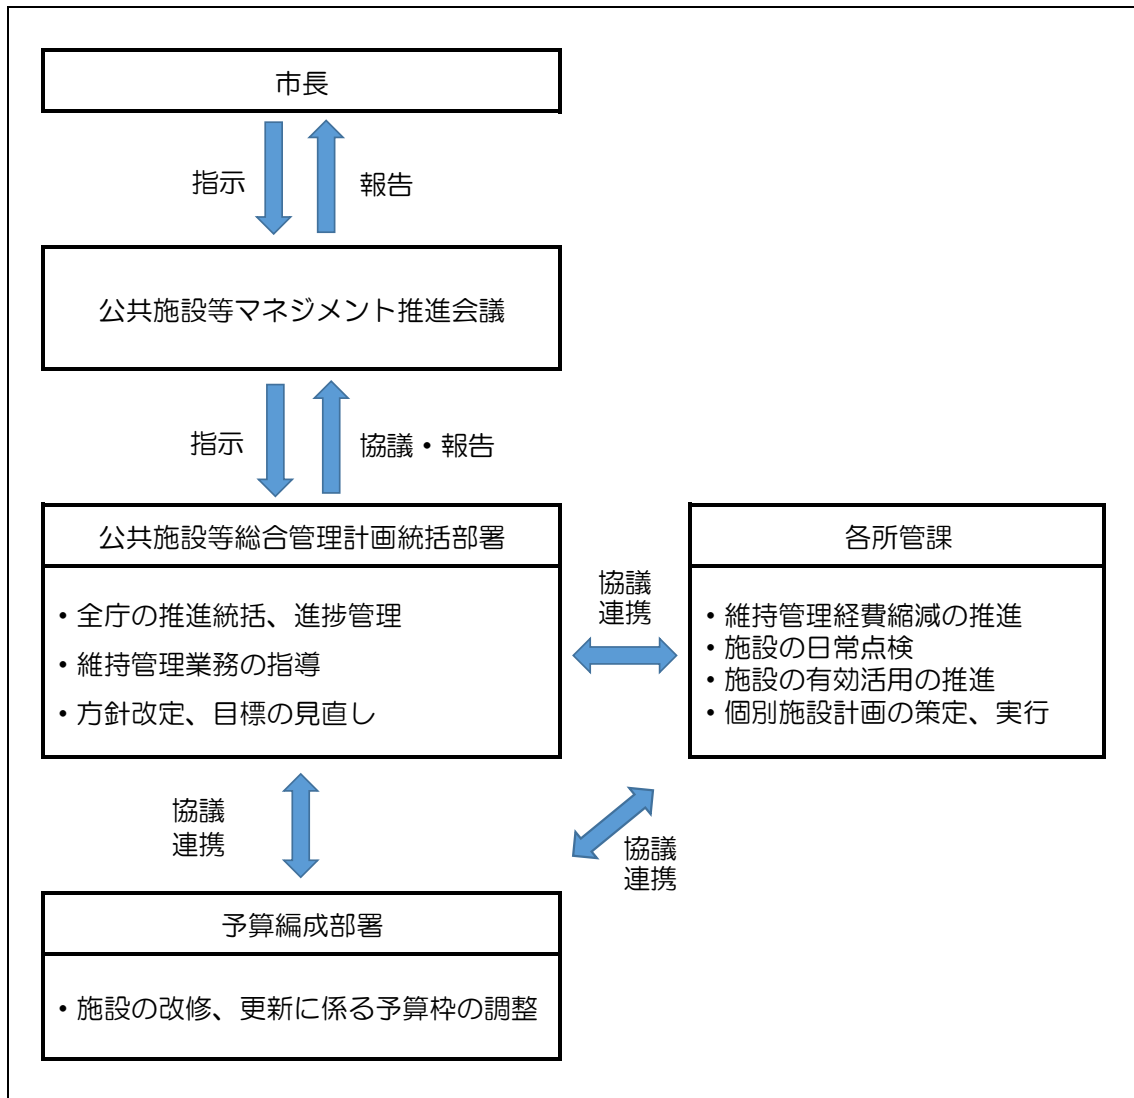 市長
指示
報告
公共施設等マネジメント推進会議
指示
協議・報告
公共施設等総合管理計画統括部署
・全庁の推進統括、進捗管理
・維持管理業務の指導
・方針改定、目標の見直し
協議
連携
各所管課
・維持管理経費縮減の推進
・施設の日常点検
・施設の有効活用の推進
・個別施設計画の策定、実行
協議
連携
協議
連携
予算編成部署
・施設の改修、更新に係る予算枠の調整